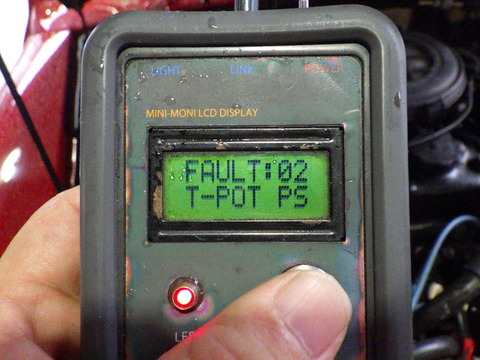 LIGHT LINK POWER
MINI-MONI LCD DISPLAY
FAULT:02
T-POT PS